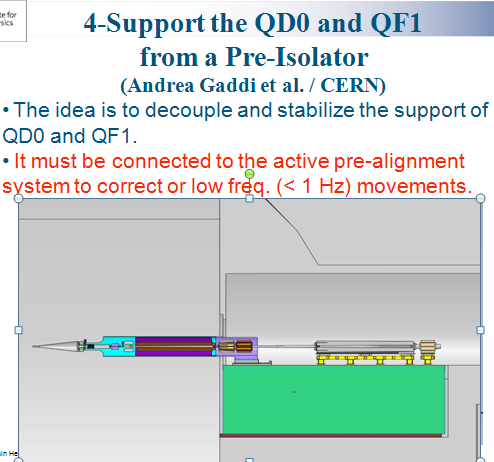 te for
sics
4-Support the QD0 and QF1
from a Pre-Isolator
(Andrea Gaddi et al. / CERN)
• The idea is to decouple and stabilize the support of
QD0 and QF1.
• It must be connected to the active pre-alignment
system to correct or low freq. (< 1 Hz) movements.
in He